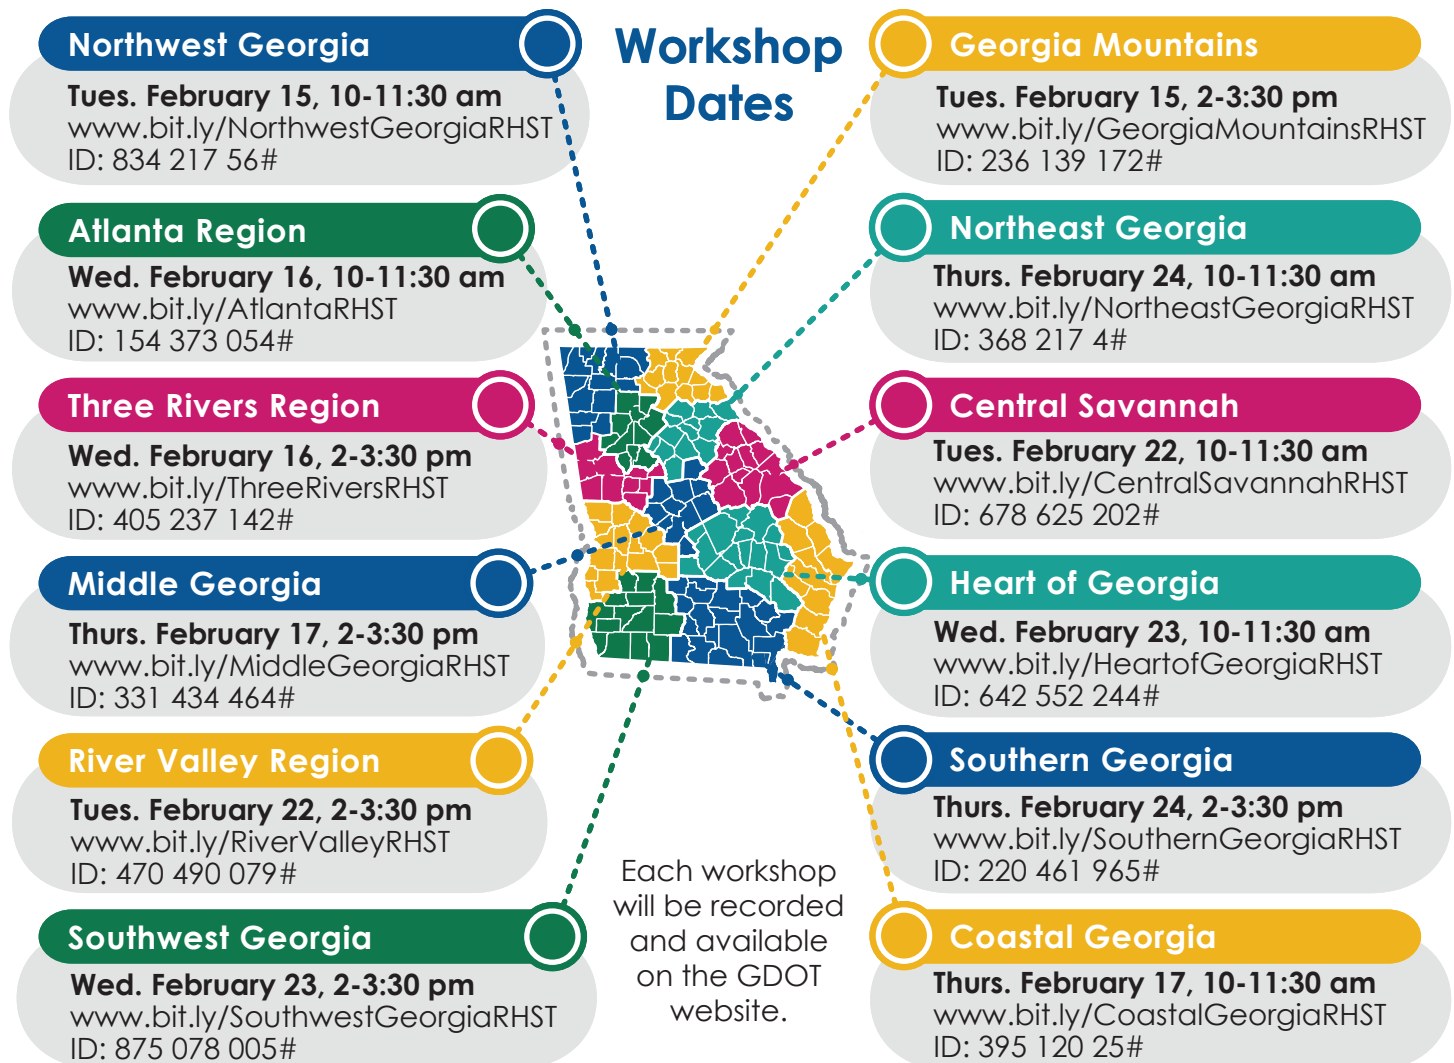 Workshop
Dates
Northwest Georgia
Tues. February 15, 10-11:30 am
www.bit.ly/NorthwestGeorgiaRHST
ID: 834 217 56#
Atlanta Region
Wed. February 16, 10-11:30 am
www.bit.ly/AtlantaRHST
ID: 154 373 054#
Three Rivers Region
Wed. February 16, 2-3:30 pm
www.bit.ly/ThreeRiversRHST
ID: 405 237 142#
Middle Georgia
Thurs. February 17, 2-3:30 pm
www.bit.ly/MiddleGeorgiaRHST
ID: 331 434 464#
River Valley Region
Tues. February 22, 2-3:30 pm
www.bit.ly/RiverValleyRHST
ID: 470 490 079#
Southwest Georgia
Wed. February 23, 2-3:30 pm
www.bit.ly/SouthwestGeorgiaRHST
ID: 875 078 005#
Georgia Mountains
Tues. February 15, 2-3:30 pm
www.bit.ly/GeorgiaMountainsRHST
ID: 236 139 172#
Northeast Georgia
Thurs. February 24, 10-11:30 am
www.bit.ly/NortheastGeorgiaRHST
ID: 368 217 4#
Central Savannah
Tues. February 22, 10-11:30 am
www.bit.ly/CentralSavannahRHST
ID: 678 625 202#
Heart of Georgia
Wed. February 23, 10-11:30 am
www.bit.ly/HeartofGeorgiaRHST
ID: 642 552 244#
Southern Georgia
Thurs. February 24, 2-3:30 pm
www.bit.ly/SouthernGeorgiaRHST
ID: 220 461 965#
Coastal Georgia
Thurs. February 17, 10-11:30 am
www.bit.ly/CoastalGeorgiaRHST
ID: 395 120 25#
Each workshop
will be recorded
and available
on the GDOT
website.